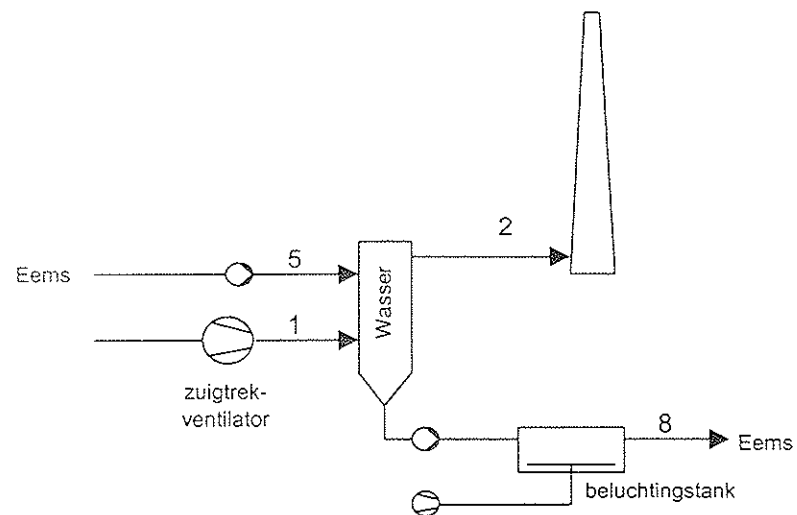 2
Eems
5
Wasser
1
zuigtrek-
ventilator
8
Eems
beluchtingstank